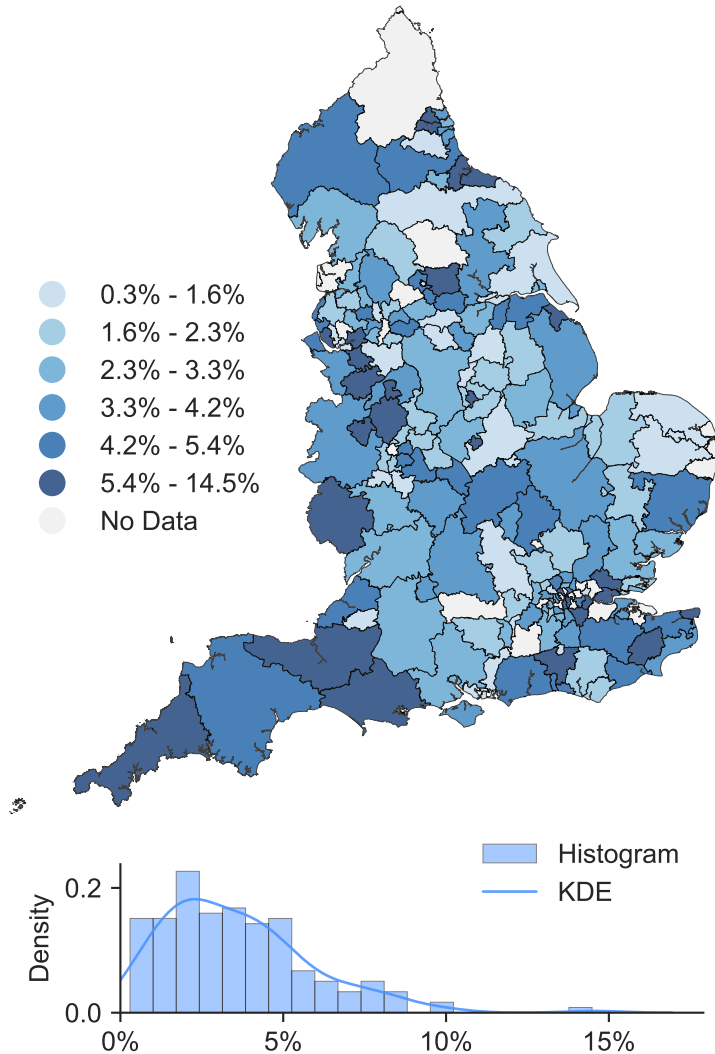 0.3% - 1.6%
1.6% - 2.3%
2.3% - 3.3%
3.3% - 4.2%
4.2% - 5.4%
5.4% - 14.5%
No Data
Histogram
KDE
Density
0.2
0.0
0% 5% 10% 15%